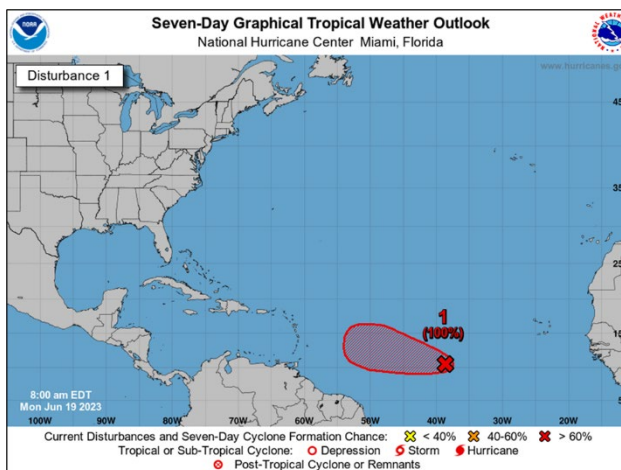 Seven-Day Graphical Tropical Weather Outlook
National Hurricane Center Miami, Florida
Disturbance 1
www.hurricanes.g
45
35
25
1
(100%)
15
5
8:00 am EDT
Mon Jun 19 2023
100W 90W 80W 70W 60W 50W 40W 30W 20W
Current Disturbances and Seven-Day Cyclone Formation Chance: < 40% 40-60% > 60%
Tropical or Sub-Tropical Cyclone: Depression Storm Hurricane
Post-Tropical Cyclone or Remnants